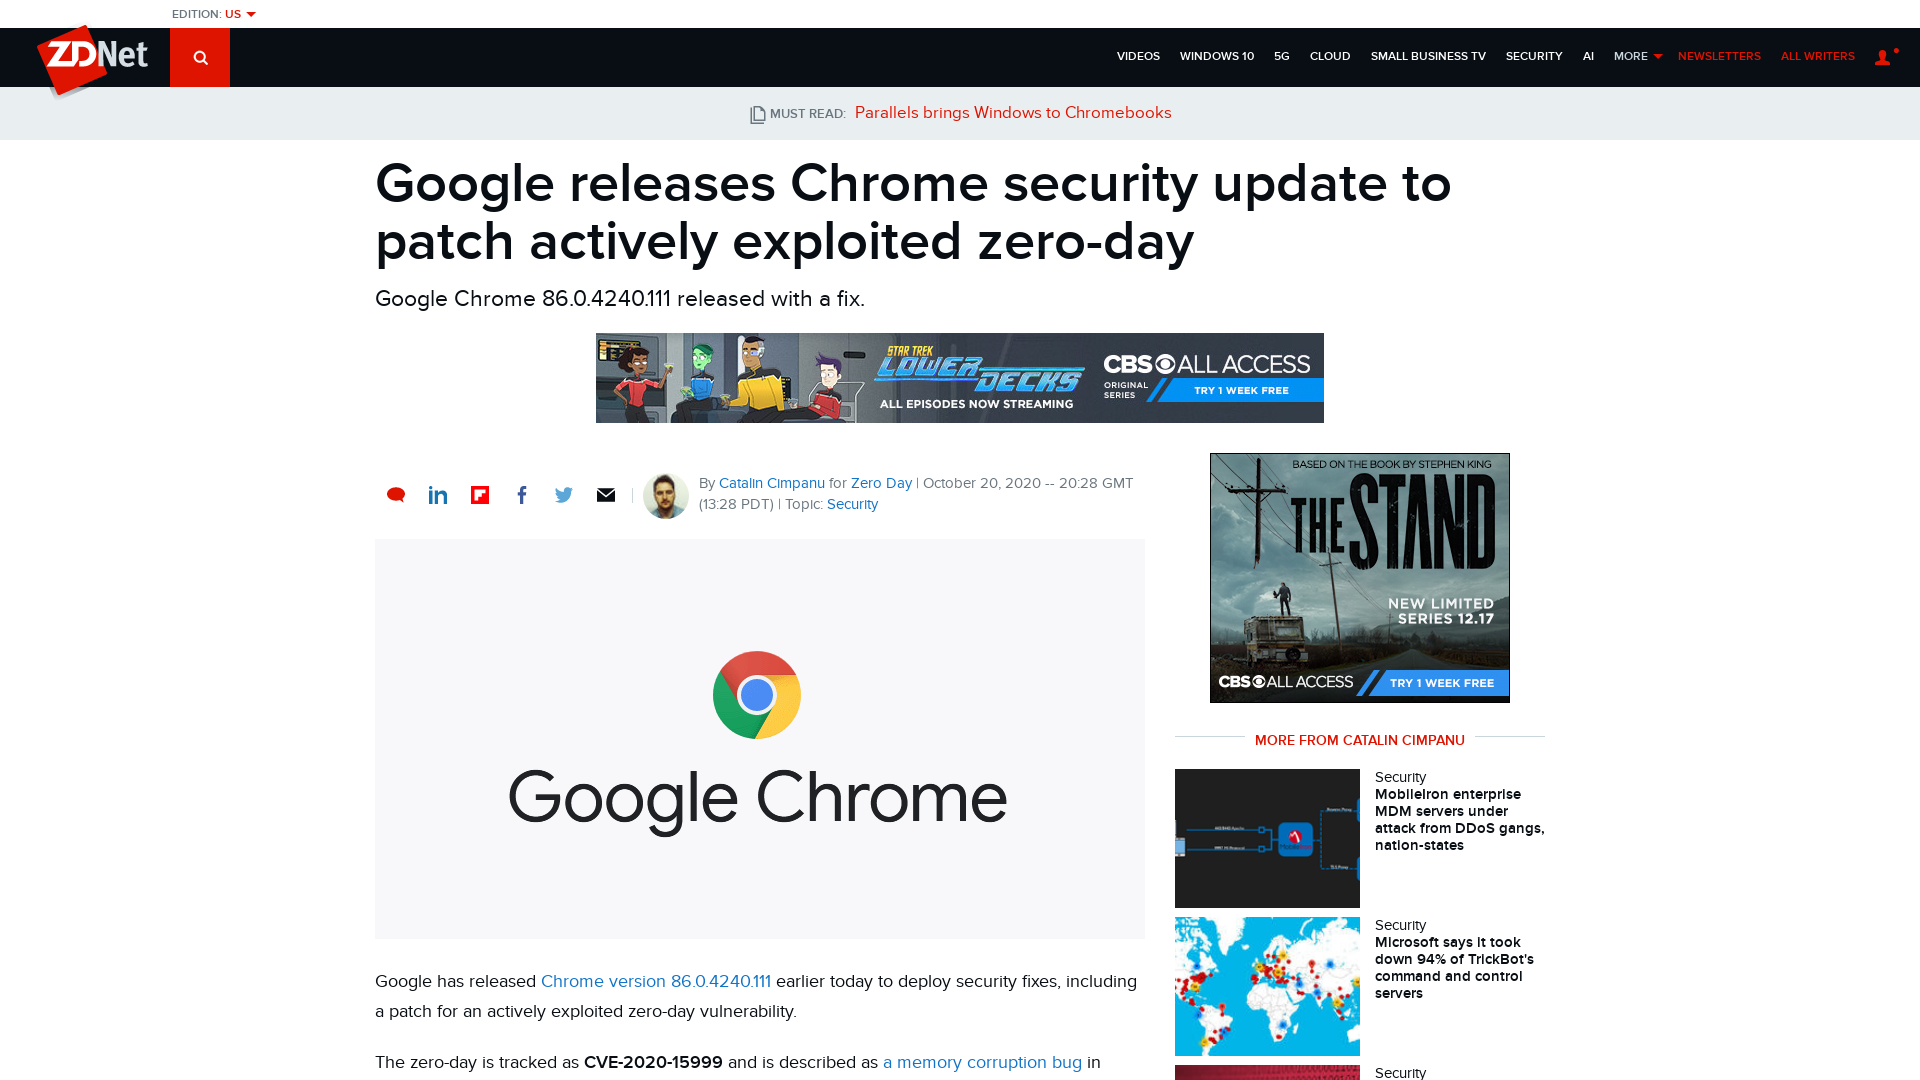 EDITION: US
ZDNet
VIDEOS WINDOWS 10 5G CLOUD SMALL BUSINESS TV SECURITY AI MORE NEWSLETTERS ALL WRITERS
MUST READ: Parallels brings Windows to Chromebooks
Google releases Chrome security update to
patch actively exploited zero-day
Google Chrome 86.0.4240.111 released with a fix.
STAR TREK
LOWER DECKS
ALL EPISODES NOW STREAMING
CBS ALL ACCESS
ORIGINAL
SERIES
TRY 1 WEEK FREE
By Catalin Cimpanu for Zero Day | October 20, 2020 -- 20:28 GMT
(13:28 PDT) | Topic: Security
Google Chrome
Google has released Chrome version 86.0.4240.111 earlier today to deploy security fixes, including
a patch for an actively exploited zero-day vulnerability.
The zero-day is tracked as CVE-2020-15999 and is described as a memory corruption bug in
BASED ON THE BOOK BY STEPHEN KING
THE STAND
NEW LIMITED
SERIES 12.17
CBS ALL ACCESS TRY 1 WEEK FREE
MORE FROM CATALIN CIMPANU
Security
MobileIron enterprise
MDM servers under
attack from DDoS gangs,
nation-states
Security
Microsoft says it took
down 94% of TrickBot's
command and control
servers
Security